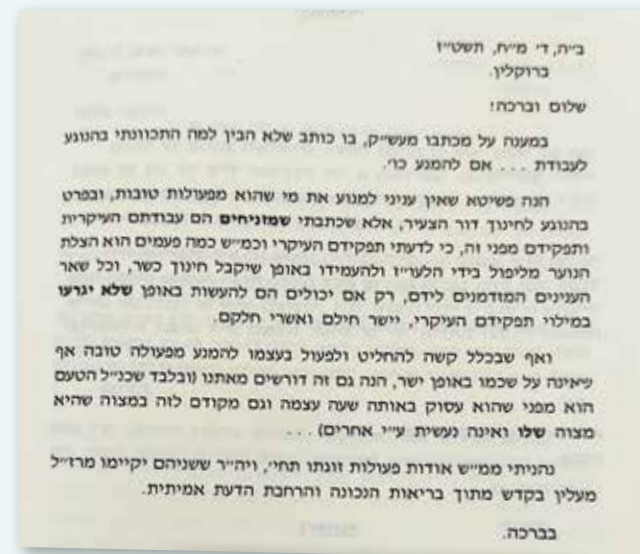 ב״ה, ד׳ מ״ח, תשט״ז
ברוקלין.
שלום וברכה!
במענה על מכתבו מעש״ק, בו כותב שלא הבין למה התכוונתי בהנוגע
לעבודת . . . אם להמנע כו׳.
הנה פשיטא שאין עניני למנוע את מי שהוא מפעולות טובות, ובפרט
בהנוגע לחינוך דור הצעיר, אלא שכתבתי שמזניחים הם עבודתם העיקרית
ותפקידם מפני זה, כי לדעתי תפקידם העיקרי וכמ״ש כמה פעמים הוא הצלת
הנוער מליפול בידי הלעו״ז ולהעמידו באופן שיקבל חינוך כשר, וכל שאר
הענינים המזדמנים לידם, רק אם יכולים הם להעשות באופן שלא יגרעו
במילוי תפקידם העיקרי, יישר חילם ואשרי חלקם.
ואף שבכלל קשה להחליט ולפעול בעצמו להמנע מפעולה טובה אף
שאינה על שכמו באופן ישר, הנה גם זה דורשים מאתנו (ובלבד שכנ״ל הטעם
הוא מפני שהוא עסוק באותה שעה עצמה וגם מקודם לזה במצוה שהיא
מצוה שלו ואינה נעשית ע״י אחרים) . . .
נהניתי ממ״ש אודות פעולות זוגתו תחי׳, ויה״ר ששניהם יקיימו מרז״ל
מעלין בקדש מתוך בריאות הנכונה והרחבת הדעת אמיתית.
בברכה.